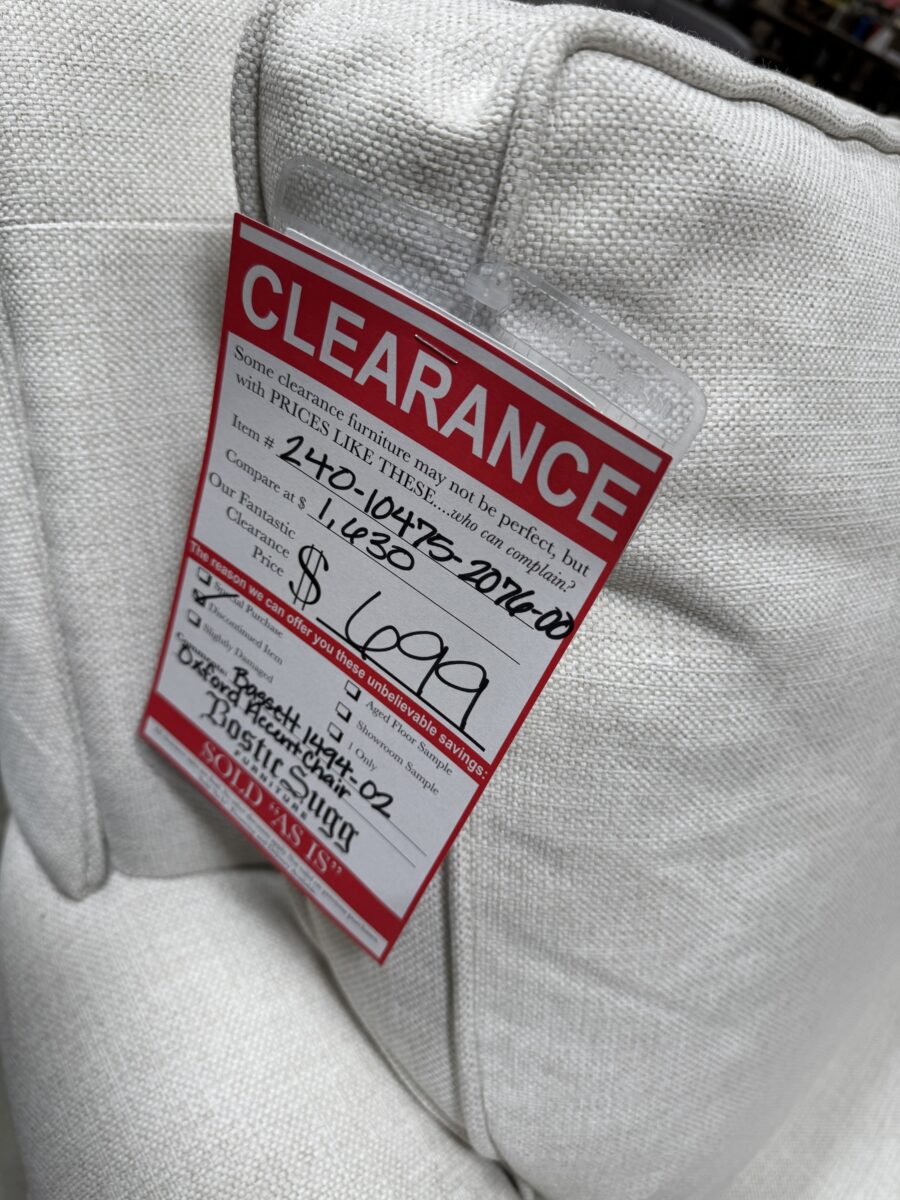 CLEARANCE
Some clearance furniture may not be perfect, but
with PRICES LIKE THESE....who can complain?
Item # 240-10475-2076-00
Compare at $ 1,630
Our Fantastic
Clearance
Price $ 699
The reason we can offer you these unbelievable savings:
Special Purchase
Discontinued Item
Slightly Damaged
Aged Floor Sample
Showroom Sample
1 Only
Comments: Bassett 1494-02
Oxford Accent Chair
Bostic Sugg
FURNITURE
SOLD "AS IS"